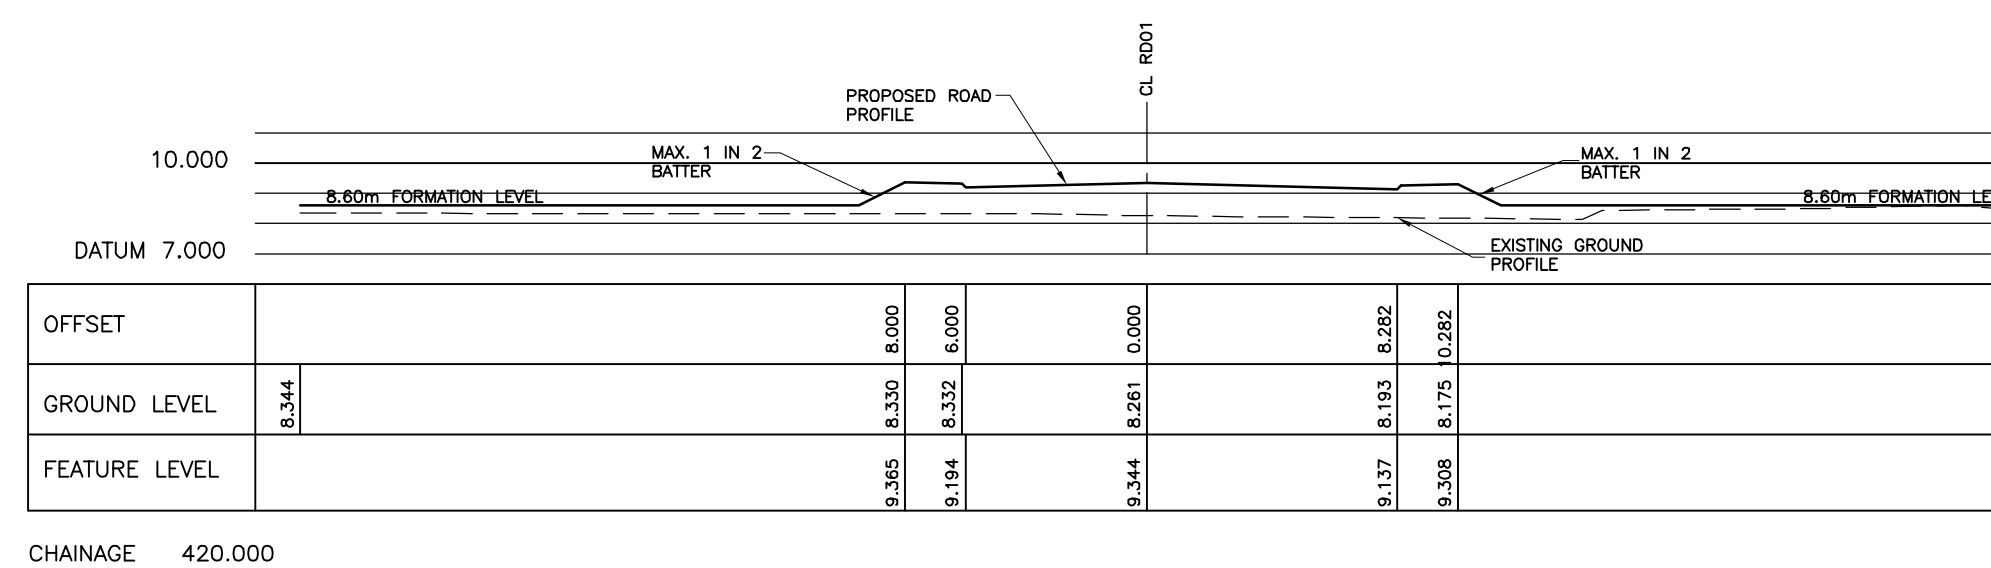 CL RD01
PROPOSED ROAD
PROFILE
10.000
MAX. 1 IN 2
BATTER
MAX. 1 IN 2
BATTER
8.60m FORMATION LEVEL
8.60m FORMATION LE
DATUM 7.000
EXISTING GROUND
PROFILE
OFFSET 8.000 6.000 0.000 8.282 10.282
GROUND LEVEL 8.344 8.330 8.332 8.261 8.193 8.175
FEATURE LEVEL 9.365 9.194 9.344 9.137 9.308
CHAINAGE 420.000